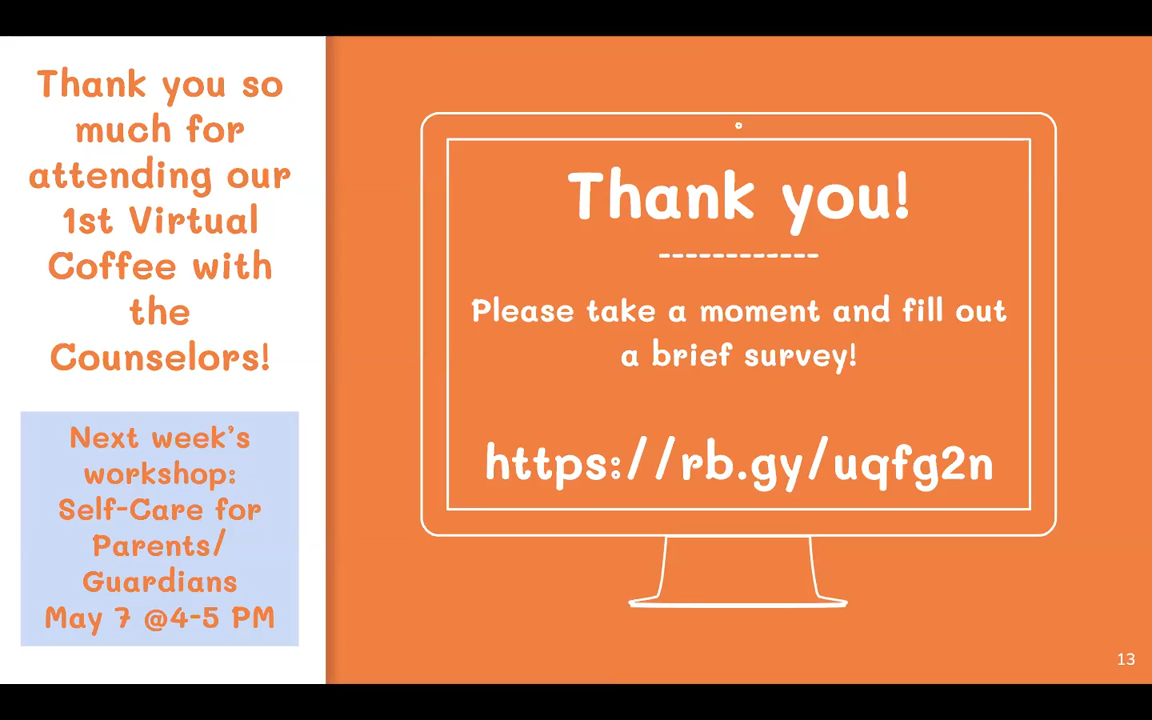 Thank you so
much for
attending our
1st Virtual
Coffee with
the
Counselors!
Next week's
workshop:
Self-Care for
Parents/
Guardians
May 7 @4-5 PM
Thank you!
------------
Please take a moment and fill out
a brief survey!
https://rb.gy/uqfg2n
13